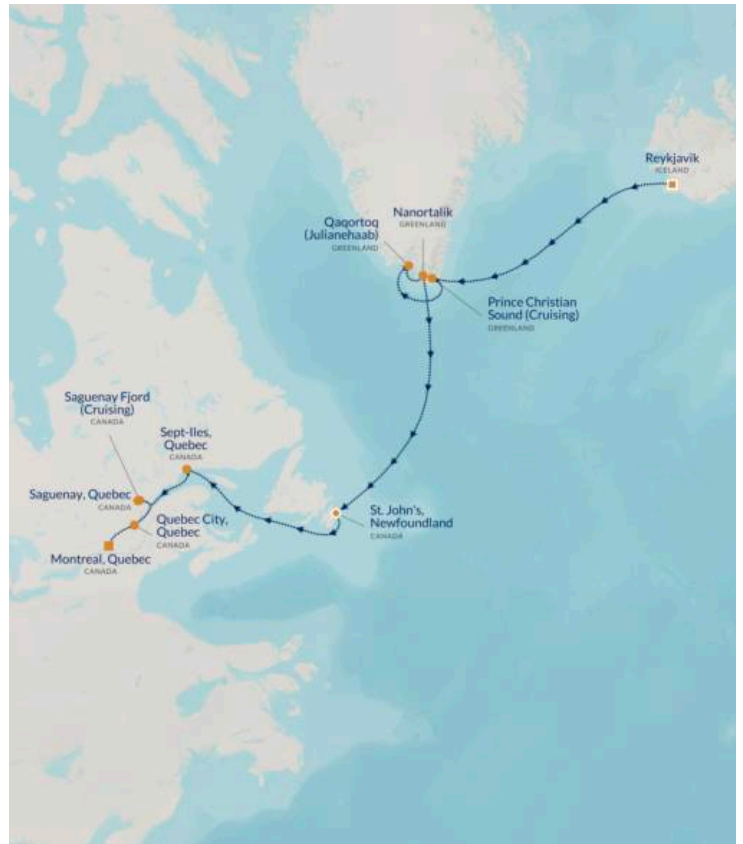 Reykjavik
ICELAND
Nanortalik
GREENLAND
Qaqortoq
(Julianehaab)
GREENLAND
Prince Christian
Sound (Cruising)
GREENLAND
Saguenay Fjord
(Cruising)
CANADA
Sept-Iles,
Quebec
CANADA
Saguenay, Quebec
CANADA
Quebec City,
Quebec
CANADA
St. John's,
Newfoundland
CANADA
Montreal, Quebec
CANADA